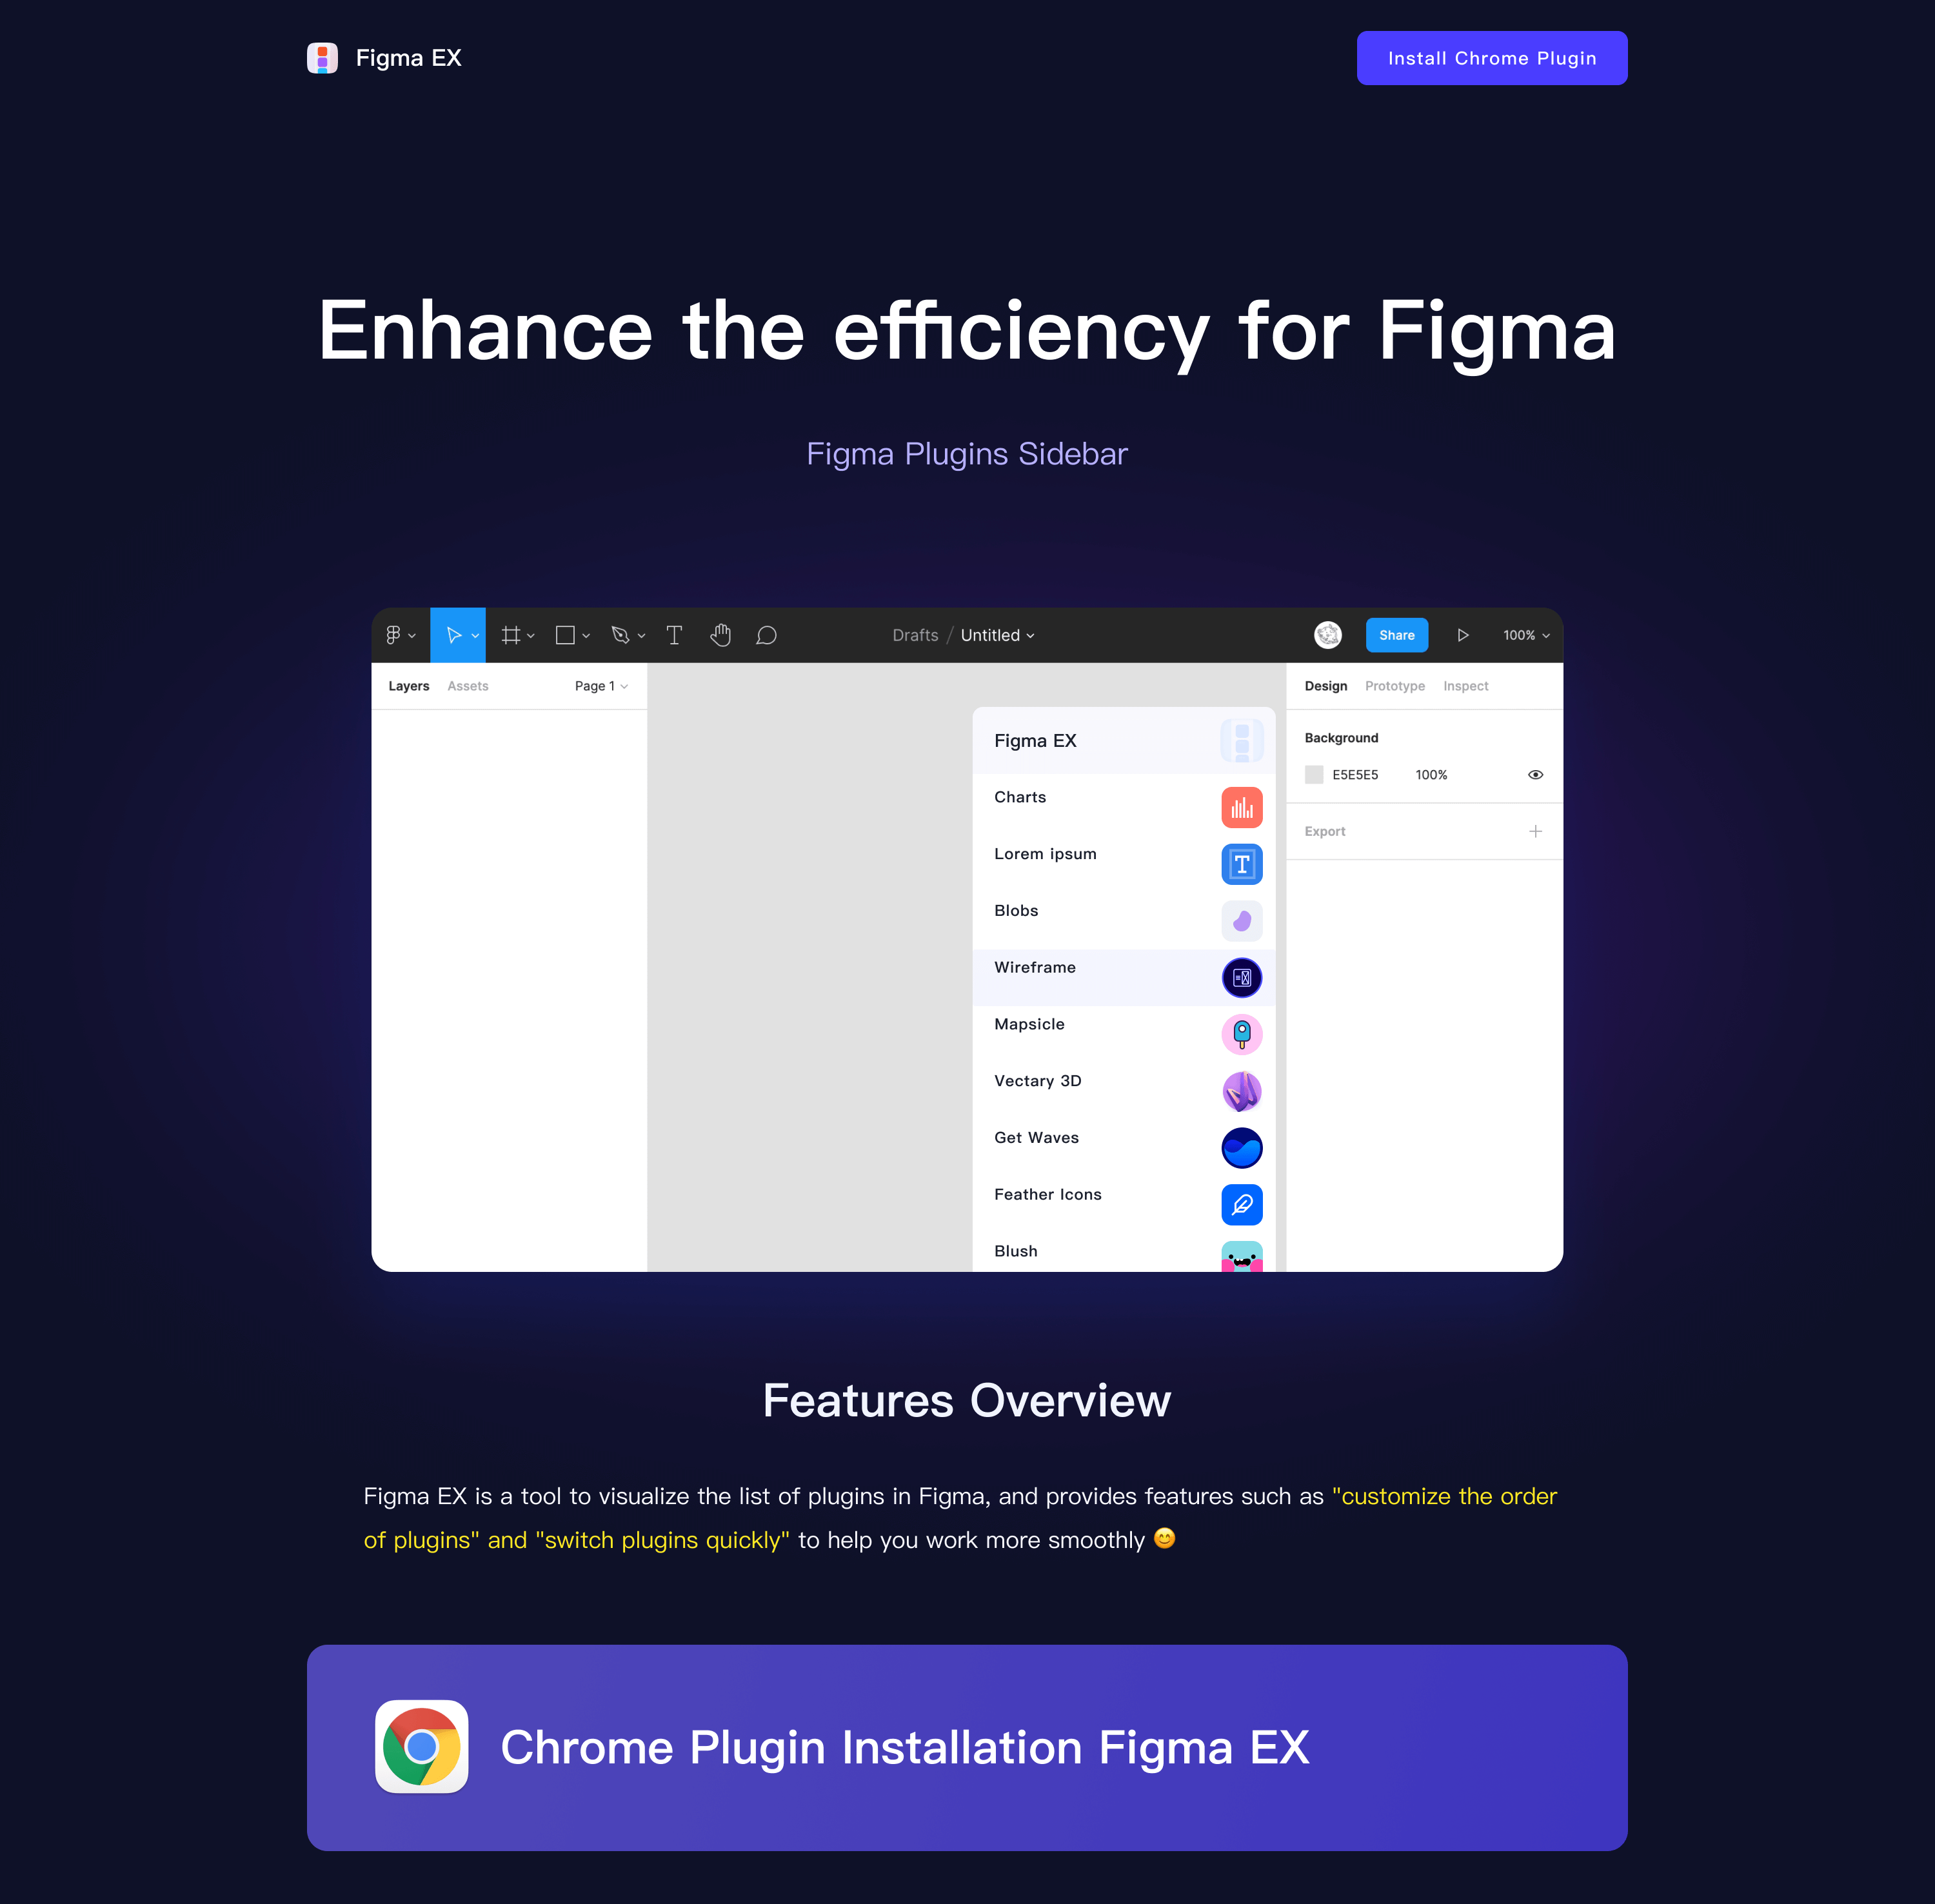 Figma EX
Install Chrome Plugin
Enhance the efficiency for Figma
Figma Plugins Sidebar
Drafts / Untitled
Share
100%
Layers
Assets
Page 1
Design
Prototype
Inspect
Figma EX
Background
E5E5E5
100%
Charts
Export
Lorem ipsum
Blobs
Wireframe
Mapsicle
Vectary 3D
Get Waves
Feather Icons
Blush
Features Overview
Figma EX is a tool to visualize the list of plugins in Figma, and provides features such as "customize the order
of plugins" and "switch plugins quickly" to help you work more smoothly 😊
Chrome Plugin Installation Figma EX